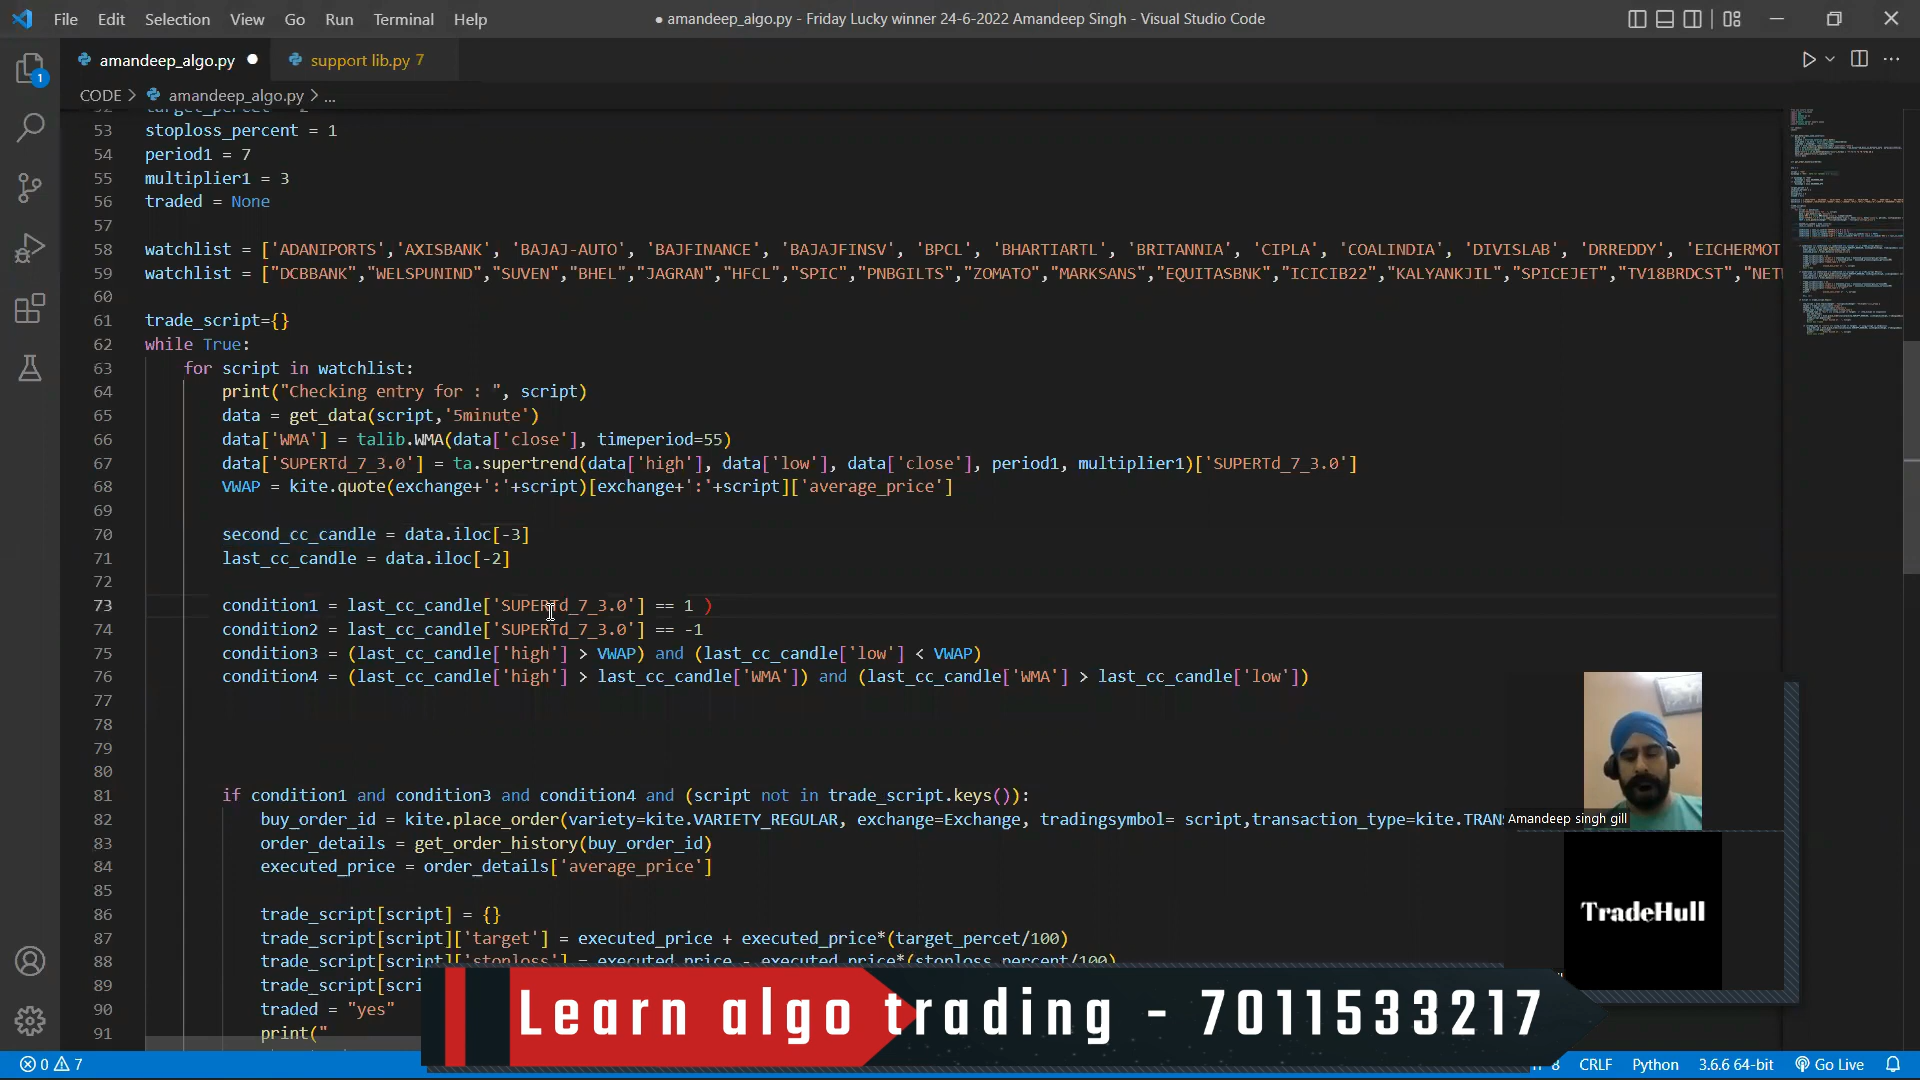 File Edit Selection View Go Run Terminal Help
● amandeep_algo.py - Friday Lucky winner 24-6-2022 Amandeep Singh - Visual Studio Code
amandeep_algo.py ● support lib.py 7
CODE > amandeep_algo.py > ...
1
53 stoploss_percent = 1
54 period1 = 7
55 multiplier1 = 3
56 traded = None
57
58 watchlist = ['ADANIPORTS','AXISBANK', 'BAJAJ-AUTO', 'BAJFINANCE', 'BAJAJFINSV', 'BPCL', 'BHARTIARTL', 'BRITANNIA', 'CIPLA', 'COALINDIA', 'DIVISLAB', 'DRREDDY', 'EICHERMOT
59 watchlist = ["DCBBANK","WELSPUNIND","SUVEN","BHEL","JAGRAN","HFCL","SPIC","PNBGILTS","ZOMATO","MARKSANS","EQUITASBNK","ICICIB22","KALYANKJIL","SPICEJET","TV18BRDCST",
60
61 trade_script={}
62 while True:
63 for script in watchlist:
64 print("Checking entry for : ", script)
65 data = get_data(script,'5minute')
66 data['WMA'] = talib.WMA(data['close'], timeperiod=55)
67 data['SUPERTd_7_3.0'] = ta.supertrend(data['high'], data['low'], data['close'], period1, multiplier1)['SUPERTd_7_3.0']
68 VWAP = kite.quote(exchange+':'+script)[exchange+':'+script]['average_price']
69
70 second_cc_candle = data.iloc[-3]
71 last_cc_candle = data.iloc[-2]
72
73 condition1 = last_cc_candle['SUPERTd_7_3.0'] == 1 )
74 condition2 = last_cc_candle['SUPERTd_7_3.0'] == -1
75 condition3 = (last_cc_candle['high'] > VWAP) and (last_cc_candle['low'] < VWAP)
76 condition4 = (last_cc_candle['high'] > last_cc_candle['WMA']) and (last_cc_candle['WMA'] > last_cc_candle['low'])
77
78
79
80
81 if condition1 and condition3 and condition4 and (script not in trade_script.keys()):
82 buy_order_id = kite.place_order(variety=kite.VARIETY_REGULAR, exchange=Exchange, tradingsymbol= script,transaction_type=kite.TRANS
83 order_details = get_order_history(buy_order_id)
84 executed_price = order_details['average_price']
85
86 trade_script[script] = {}
87 trade_script[script]['target'] = executed_price + executed_price*(target_percet/100)
88 trade_script[script]['stoploss'] = executed_price - executed_price*(stoploss_percent/100)
89 trade_script[scri
90 traded = "yes"
91 print("
Amandeep singh gill
TradeHull
Learn algo trading - 7011533217
0 7
8 CRLF Python 3.6.6 64-bit Go Live